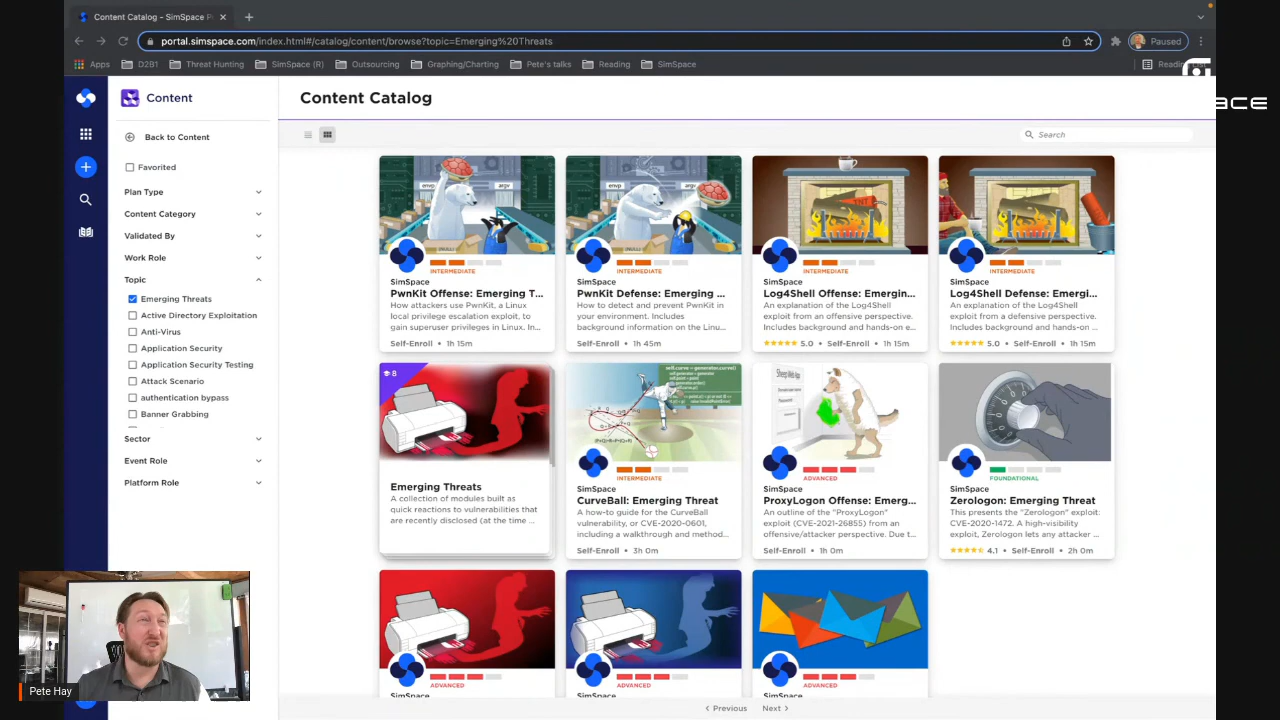 Content Catalog - SimSpace P
portal.simspace.com/index.html#/catalog/content/browse?topic=Emerging%20Threats
Paused
Apps
D2B1
Threat Hunting
SimSpace (R)
Outsourcing
Graphing/Charting
Pete's talks
Reading
SimSpace
Reading List
ACE
Content
Content Catalog
Back to Content
Search
Favorited
Plan Type
Content Category
Validated By
Work Role
Topic
Emerging Threats
Active Directory Exploitation
Anti-Virus
Application Security
Application Security Testing
Attack Scenario
authentication bypass
Banner Grabbing
Sector
Event Role
Platform Role
envp
argv
INTERMEDIATE
SimSpace
PwnKit Offense: Emerging T...
How attackers use PwnKit, a Linux
local privilege escalation exploit, to
gain superuser privileges in Linux. In...
Self-Enroll • 1h 15m
envp
argv
INTERMEDIATE
SimSpace
PwnKit Defense: Emerging ...
How to detect and prevent PwnKit in
your environment. Includes
background information on the Linu...
Self-Enroll • 1h 45m
INTERMEDIATE
SimSpace
Log4Shell Offense: Emergin...
An explanation of the Log4Shell
exploit from an offensive perspective.
Includes background and hands-on e...
5.0 • Self-Enroll • 1h 15m
INTERMEDIATE
SimSpace
Log4Shell Defense: Emergi...
An explanation of the Log4Shell
exploit from a defensive perspective.
Includes background and hands-on ...
5.0 • Self-Enroll • 1h 15m
8
Emerging Threats
A collection of modules built as
quick reactions to vulnerabilities that
are recently disclosed (at the time ...
self.curve = generator.curve()
INTERMEDIATE
SimSpace
CurveBall: Emerging Threat
A how-to guide for the CurveBall
vulnerability, or CVE-2020-0601,
including a walkthrough and method...
Self-Enroll • 3h 0m
ADVANCED
SimSpace
ProxyLogon Offense: Emerg...
An outline of the "ProxyLogon"
exploit (CVE-2021-26855) from an
offensive/attacker perspective. Due t...
Self-Enroll • 1h 0m
FOUNDATIONAL
SimSpace
Zerologon: Emerging Threat
This presents the "Zerologon" exploit:
CVE-2020-1472. A high-visibility
exploit, Zerologon lets any attacker ...
4.1 • Self-Enroll • 2h 0m
ADVANCED
SimSpace
ADVANCED
SimSpace
ADVANCED
SimSpace
Previous
Next
Pete Hay